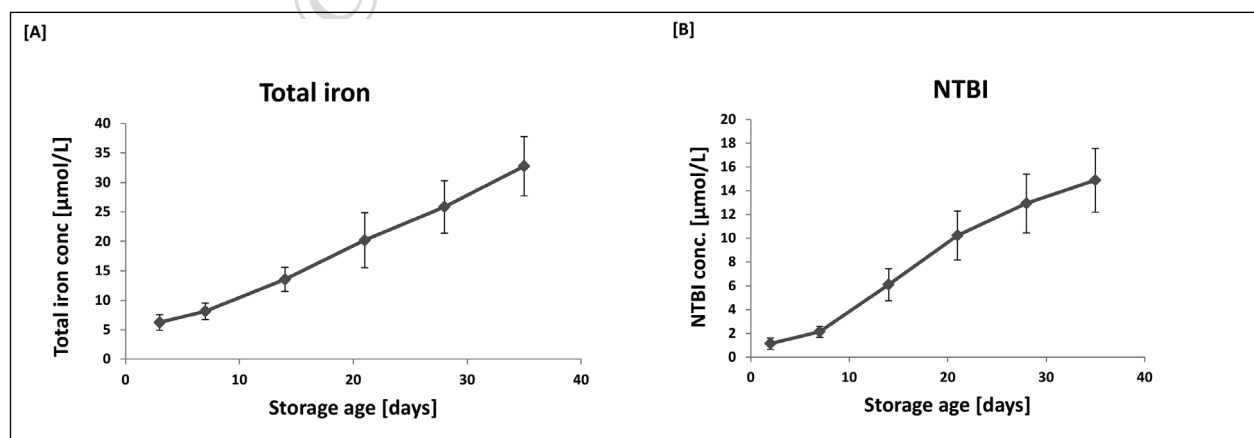 [A]
Total iron
Total iron conc [µmol/L]
40
35
30
25
20
15
10
5
0
0 10 20 30 40
Storage age [days]
[B]
NTBI
NTBI conc. [µmol/L]
20
18
16
14
12
10
8
6
4
2
0
0 10 20 30 40
Storage age [days]